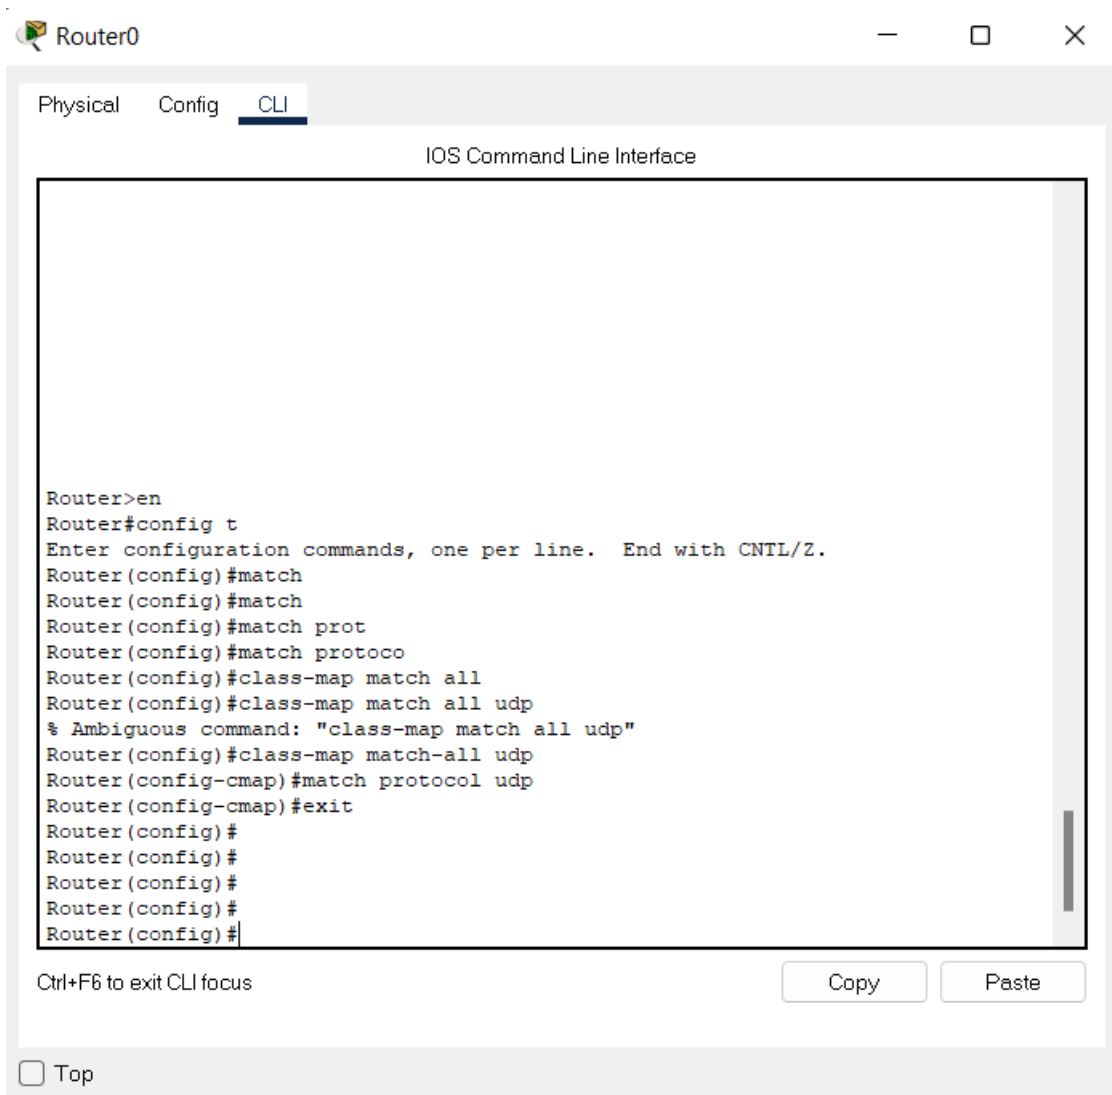 Router0
Physical Config CLI
IOS Command Line Interface
Router>en
Router#config t
Enter configuration commands, one per line.  End with CNTL/Z.
Router(config)#match
Router(config)#match
Router(config)#match prot
Router(config)#match protoco
Router(config)#class-map match all
Router(config)#class-map match all udp
% Ambiguous command: "class-map match all udp"
Router(config)#class-map match-all udp
Router(config-cmap)#match protocol udp
Router(config-cmap)#exit
Router(config)#
Router(config)#
Router(config)#
Router(config)#
Router(config)#
Ctrl+F6 to exit CLI focus
Copy Paste
Top